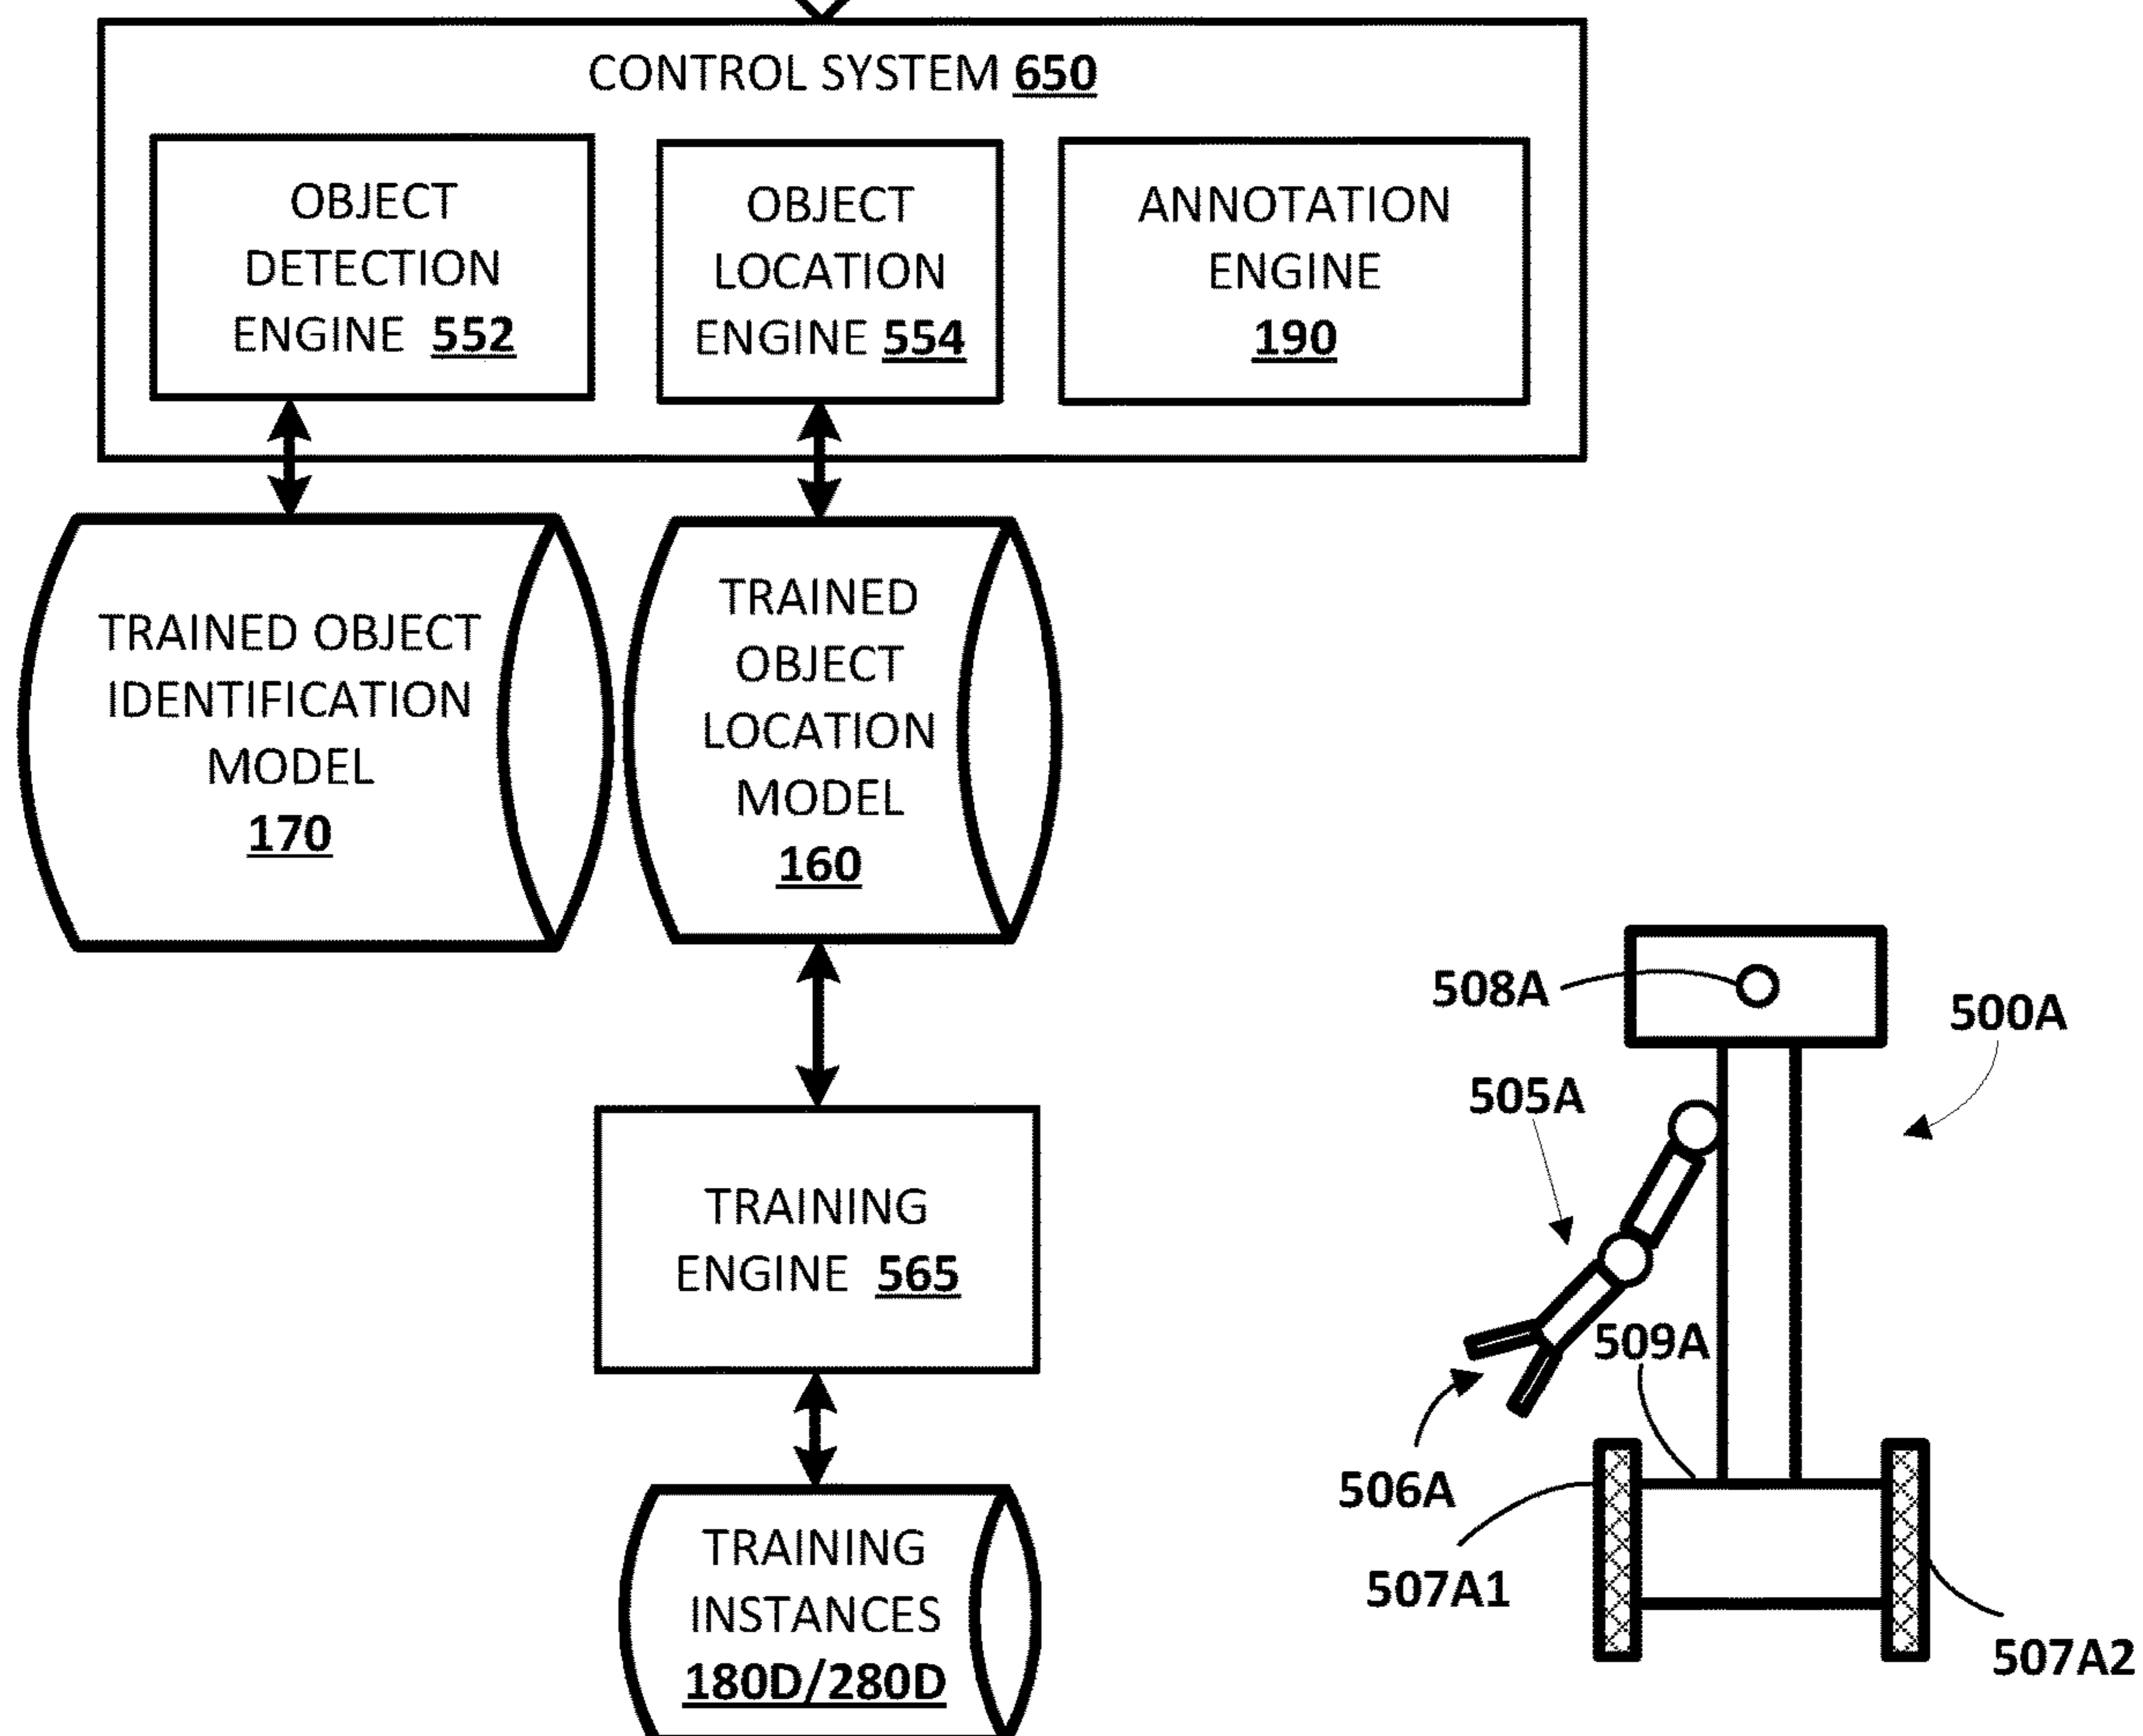 CONTROL SYSTEM 650
OBJECT
DETECTION
ENGINE 552
OBJECT
LOCATION
ENGINE 554
ANNOTATION
ENGINE
190
TRAINED OBJECT
IDENTIFICATION
MODEL
170
TRAINED
OBJECT
LOCATION
MODEL
160
TRAINING
ENGINE 565
TRAINING
INSTANCES
180D/280D
508A
500A
505A
509A
506A
507A1
507A2